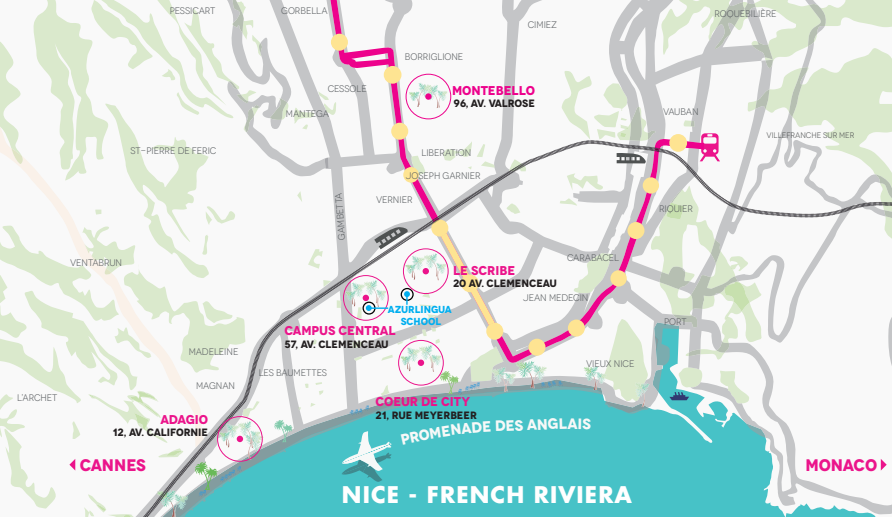 PESSICART
GORBELLA
CIMIEZ
ROQUEBILIÈRE
BORRIGLIONE
CESSOLE
MONTEBELLO
96, AV. VALROSE
MANTEGA
VAUBAN
VILLEFRANCHE SUR MER
ST-PIERRE DE FERIC
LIBERATION
JOSEPH GARNIER
VERNIER
GAMBETTA
RIQUIER
VENTABRUN
CARABACEL
LE SCRIBE
20 AV. CLEMENCEAU
JEAN MEDECIN
AZURLINGUA
SCHOOL
CAMPUS CENTRAL
57, AV. CLEMENCEAU
PORT
MADELEINE
LES BAUMETTES
VIEUX NICE
MAGNAN
L'ARCHET
COEUR DE CITY
21, RUE MEYERBEER
ADAGIO
12, AV. CALIFORNIE
PROMENADE DES ANGLAIS
CANNES
MONACO
NICE - FRENCH RIVIERA